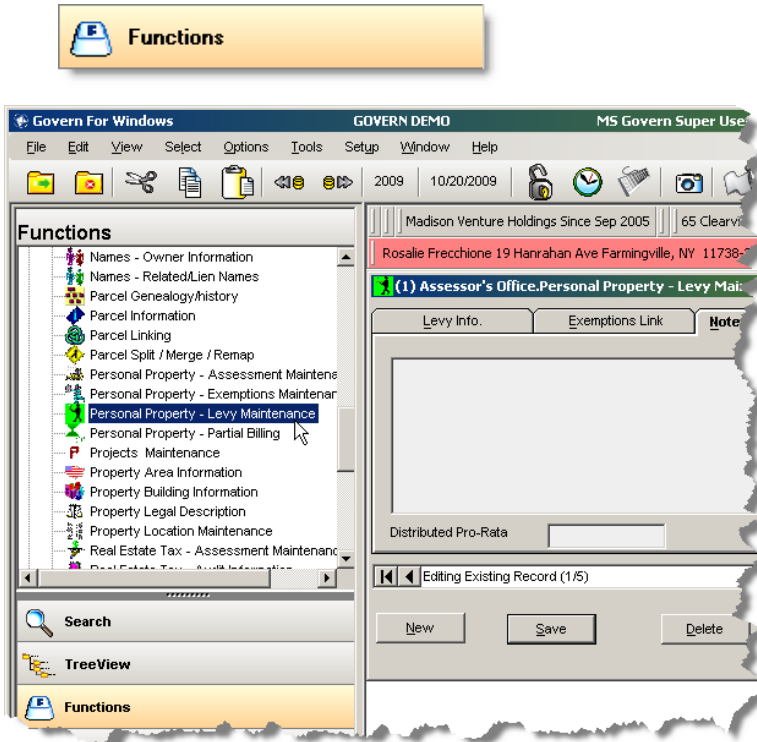 Functions
Govern For Windows GOVERN DEMO MS Govern Super Use
File Edit View Select Options Tools Setup Window Help
2009 10/20/2009
Functions
Names - Owner Information
Names - Related/Lien Names
Parcel Genealogy/history
Parcel Information
Parcel Linking
Parcel Split / Merge / Remap
Personal Property - Assessment Maintena
Personal Property - Exemptions Maintenan
Personal Property - Levy Maintenance
Personal Property - Partial Billing
Projects Maintenance
Property Area Information
Property Building Information
Property Legal Description
Property Location Maintenance
Real Estate Tax - Assessment Maintenanc
Real Estate Tax - Audit Information
Search
TreeView
Functions
Madison Venture Holdings Since Sep 2005 65 Clearvi
Rosalie Frecchione 19 Hanrahan Ave Farmingville, NY 11738-
(1) Assessor's Office.Personal Property - Levy Mai
Levy Info. Exemptions Link Note
Distributed Pro-Rata
Editing Existing Record (1/5)
New Save Delete